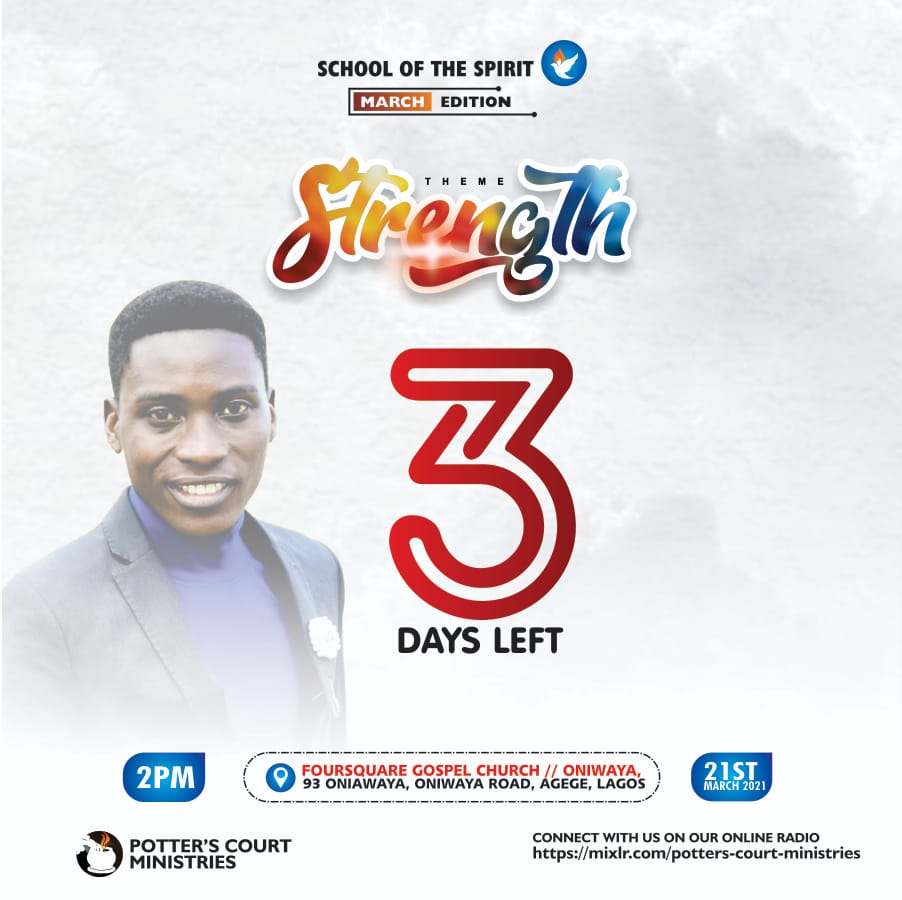 SCHOOL OF THE SPIRIT
MARCH EDITION
THEME
Strength
3
DAYS LEFT
2PM
FOURSQUARE GOSPEL CHURCH // ONIWAYA,
93 ONIAWAYA, ONIWAYA ROAD, AGEGE, LAGOS
21ST
MARCH 2021
POTTER'S COURT
MINISTRIES
CONNECT WITH US ON OUR ONLINE RADIO
https://mixlr.com/potters-court-ministries